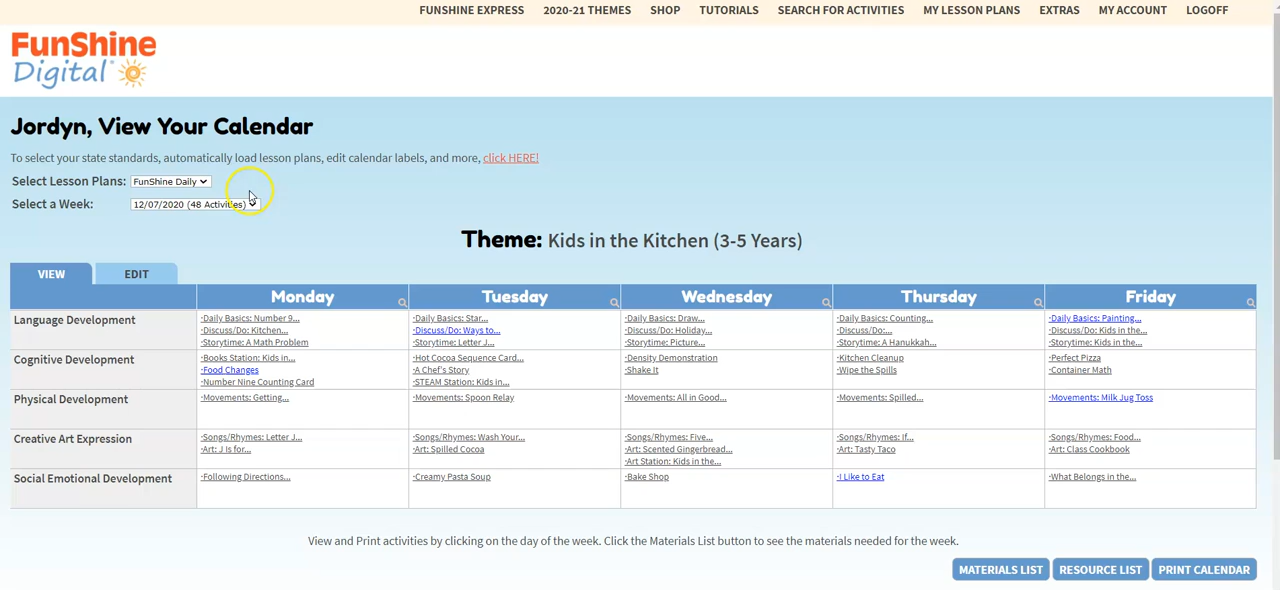 FUNSHINE EXPRESS 2020-21 THEMES SHOP TUTORIALS SEARCH FOR ACTIVITIES MY LESSON PLANS EXTRAS MY ACCOUNT LOGOFF
FunShine
Digital
Jordyn, View Your Calendar
To select your state standards, automatically load lesson plans, edit calendar labels, and more, click HERE!
Select Lesson Plans: FunShine Daily
Select a Week: 12/07/2020 (48 Activities)
Theme: Kids in the Kitchen (3-5 Years)
VIEW EDIT
Monday Tuesday Wednesday Thursday Friday
Language Development
·Daily Basics: Number 9... ·Daily Basics: Star... ·Daily Basics: Draw... ·Daily Basics: Counting... ·Daily Basics: Painting...
·Discuss/Do: Kitchen... ·Discuss/Do: Ways to... ·Discuss/Do: Holiday... ·Discuss/Do:... ·Discuss/Do: Kids in the...
·Storytime: A Math Problem ·Storytime: Letter J... ·Storytime: Picture... ·Storytime: A Hanukkah... ·Storytime: Kids in the...
Cognitive Development
·Books Station: Kids in... ·Hot Cocoa Sequence Card... ·Density Demonstration ·Kitchen Cleanup ·Perfect Pizza
·Food Changes ·A Chef's Story ·Shake It ·Wipe the Spills ·Container Math
·Number Nine Counting Card ·STEAM Station: Kids in...
Physical Development
·Movements: Getting... ·Movements: Spoon Relay ·Movements: All in Good... ·Movements: Spilled... ·Movements: Milk Jug Toss
Creative Art Expression
·Songs/Rhymes: Letter J... ·Songs/Rhymes: Wash Your... ·Songs/Rhymes: Five... ·Songs/Rhymes: If... ·Songs/Rhymes: Food...
·Art: J Is for... ·Art: Spilled Cocoa ·Art: Scented Gingerbread... ·Art: Tasty Taco ·Art: Class Cookbook
·Art Station: Kids in the...
Social Emotional Development
·Following Directions... ·Creamy Pasta Soup ·Bake Shop ·I Like to Eat ·What Belongs in the...
View and Print activities by clicking on the day of the week. Click the Materials List button to see the materials needed for the week.
MATERIALS LIST RESOURCE LIST PRINT CALENDAR